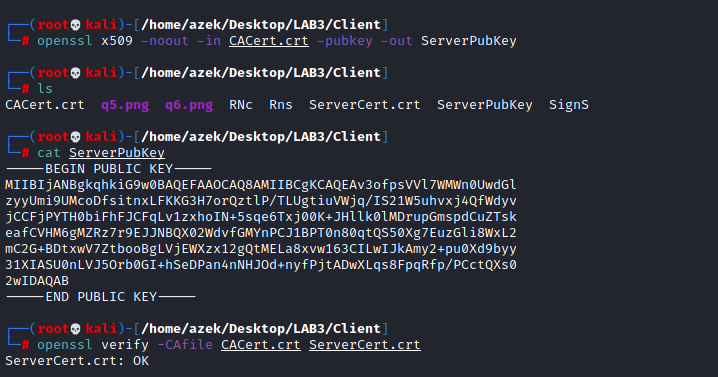 ┌──(root💀kali)-[/home/azek/Desktop/LAB3/Client]
└─# openssl x509 -noout -in CACert.crt -pubkey -out ServerPubKey
┌──(root💀kali)-[/home/azek/Desktop/LAB3/Client]
└─# ls
CACert.crt q5.png q6.png RNc Rns ServerCert.crt ServerPubKey SignS
┌──(root💀kali)-[/home/azek/Desktop/LAB3/Client]
└─# cat ServerPubKey
-----BEGIN PUBLIC KEY-----
MIIBIjANBgkqhkiG9w0BAQEFAAOCAQ8AMIIBCgKCAQEAv3ofpsVVl7WMWn0UwdGl
zyyUmi9UMcoDfsitnxLFKKG3H7orQztlP/TLUgtiuVWjq/IS21W5uhvxj4QfWdyv
jCCFjPYTH0biFhFJCFqLv1zxhoIN+5sqe6Txj00K+JHllk0lMDrupGmspdCuZTsk
eafCVHM6gMZRz7r9EJJNBQX02WdvfGMYnPCJ1BPT0n80qtQS50Xg7EuzGli8WxL2
mC2G+BDtxwV7ZtbooBgLVjEWXzx12gQtMELa8xvw163CILwIJkAmy2+pu0Xd9byy
31XIASU0nLVJ5Orb0GI+hSeDPan4nNHJOd+nyfPjtADwXLqs8FpqRfp/PCctQXs0
2wIDAQAB
-----END PUBLIC KEY-----
┌──(root💀kali)-[/home/azek/Desktop/LAB3/Client]
└─# openssl verify -CAfile CACert.crt ServerCert.crt
ServerCert.crt: OK